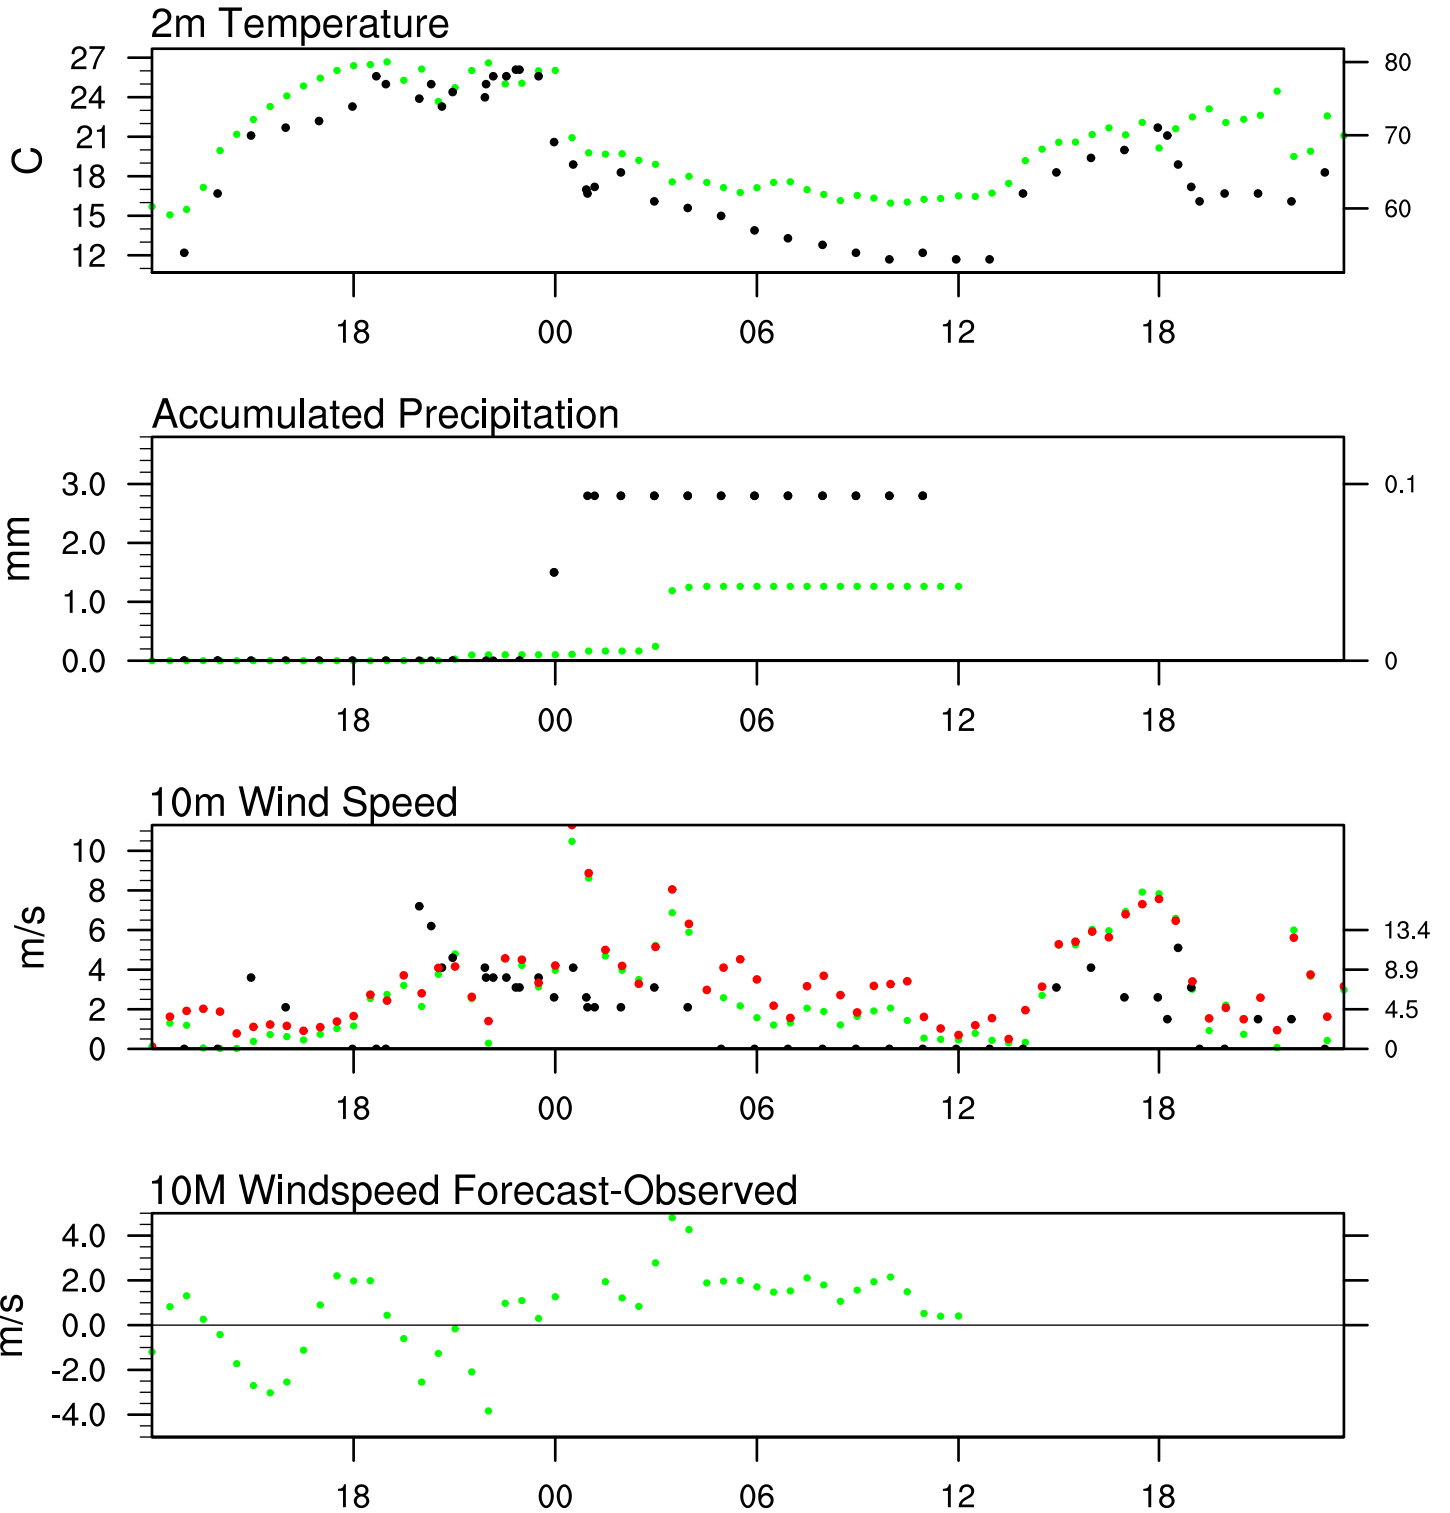 2m Temperature
27
24
21
18
15
12
C
80
70
60
18 00 06 12 18
Accumulated Precipitation
3.0
2.0
1.0
0.0
mm
0.1
0
18 00 06 12 18
10m Wind Speed
10
8
6
4
2
0
m/s
13.4
8.9
4.5
0
18 00 06 12 18
10M Windspeed Forecast-Observed
4.0
2.0
0.0
-2.0
-4.0
m/s
18 00 06 12 18